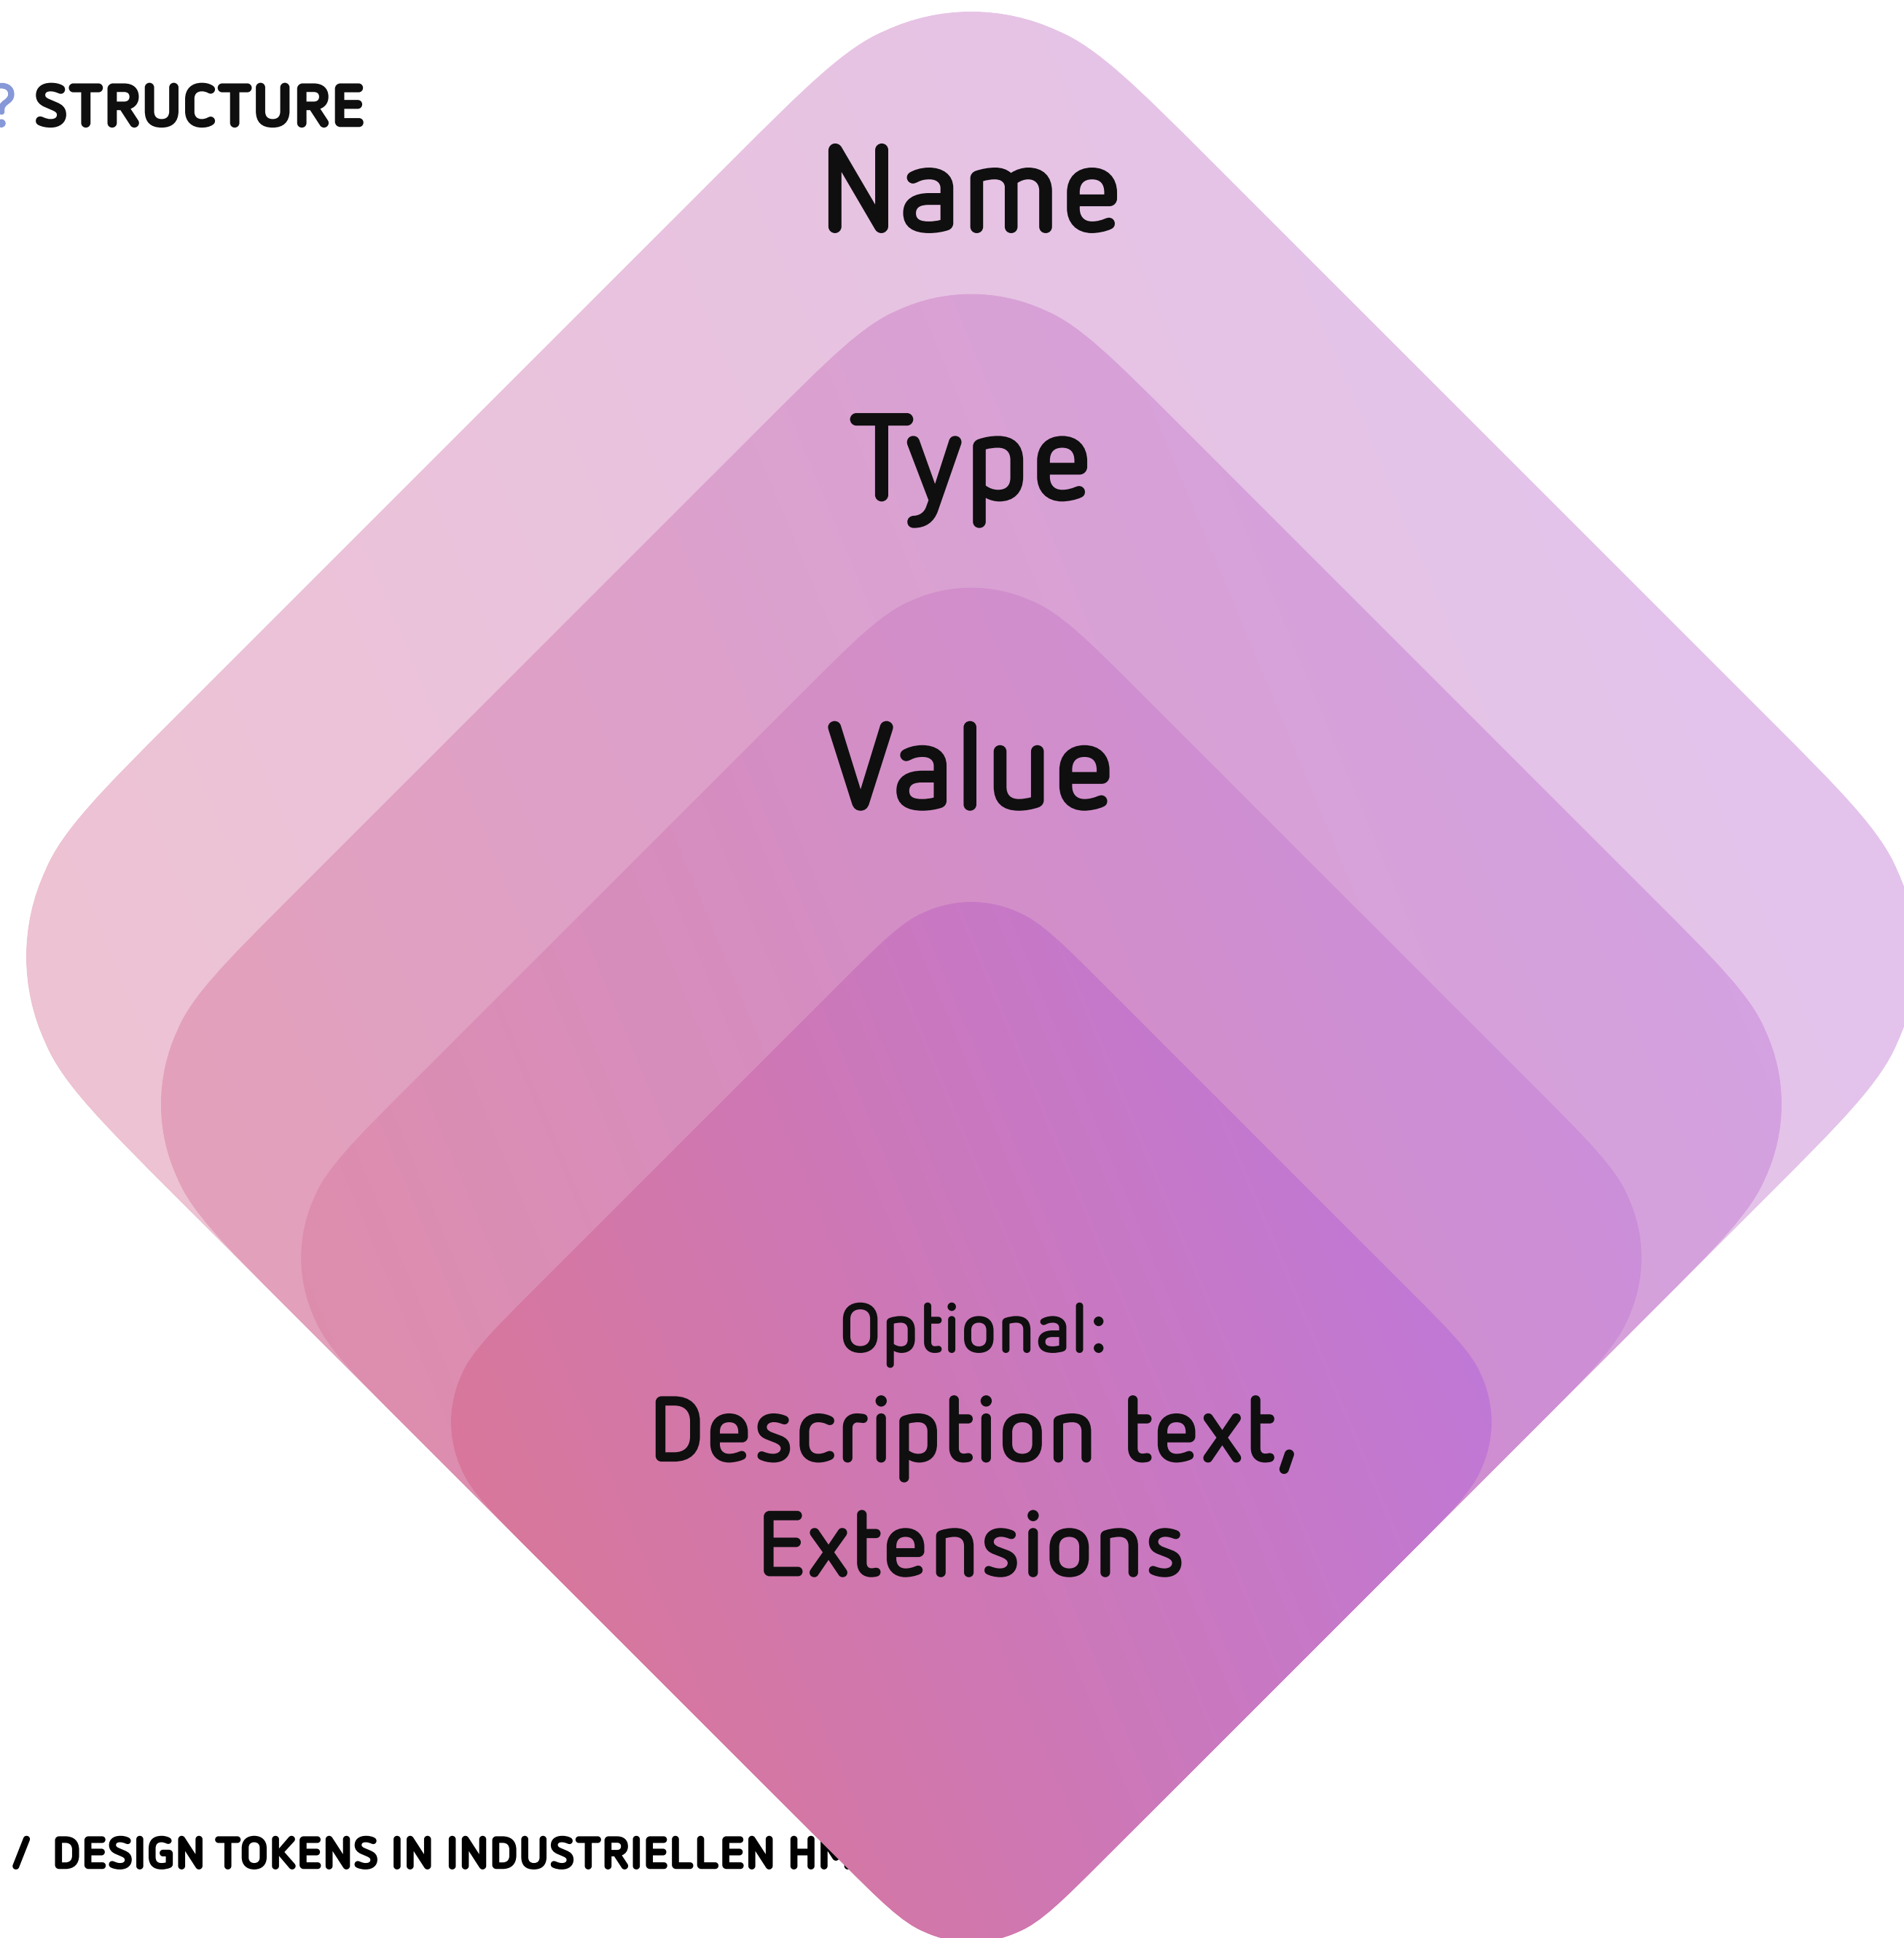 ? STRUCTURE
Name
Type
Value
Optional:
Description text,
Extensions
/ DESIGN TOKENS IN INDUSTRIELLEN